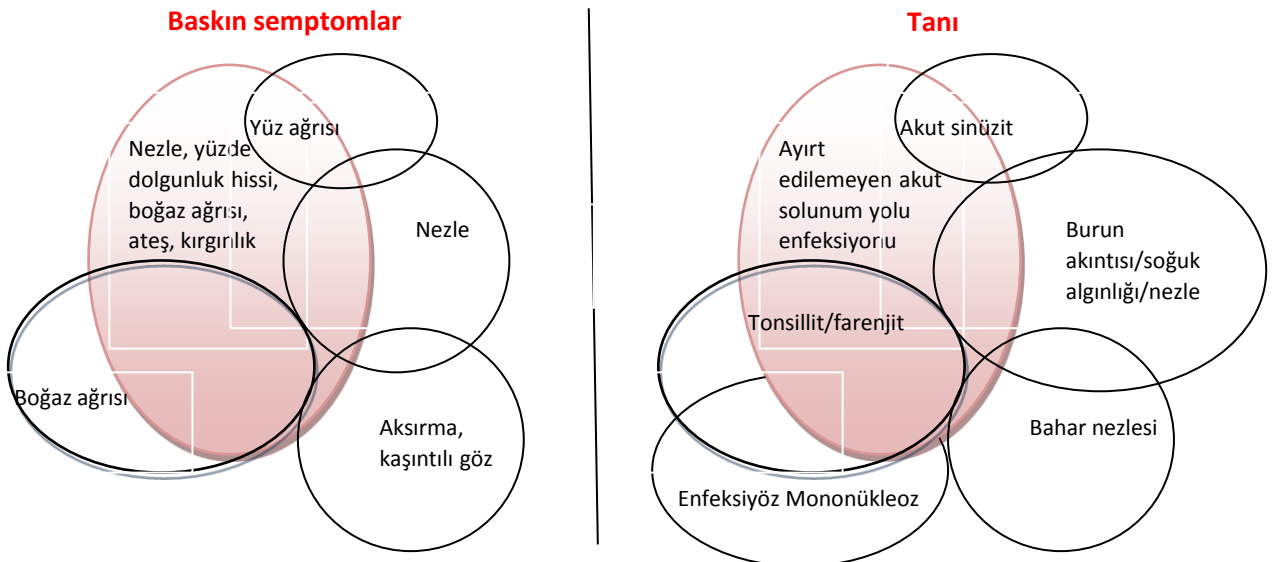 Baskın semptomlar
Yüz ağrısı
Nezle, yüzde
dolgunluk hissi,
boğaz ağrısı,
ateş, kırgınlık
Nezle
Boğaz ağrısı
Aksırma,
kaşıntılı göz
Tanı
Akut sinüzit
Ayırt
edilemeyen akut
solunum yolu
enfeksiyonu
Burun
akıntısı/soğuk
algınlığı/nezle
Tonsillit/farenjit
Bahar nezlesi
Enfeksiyöz Mononükleoz